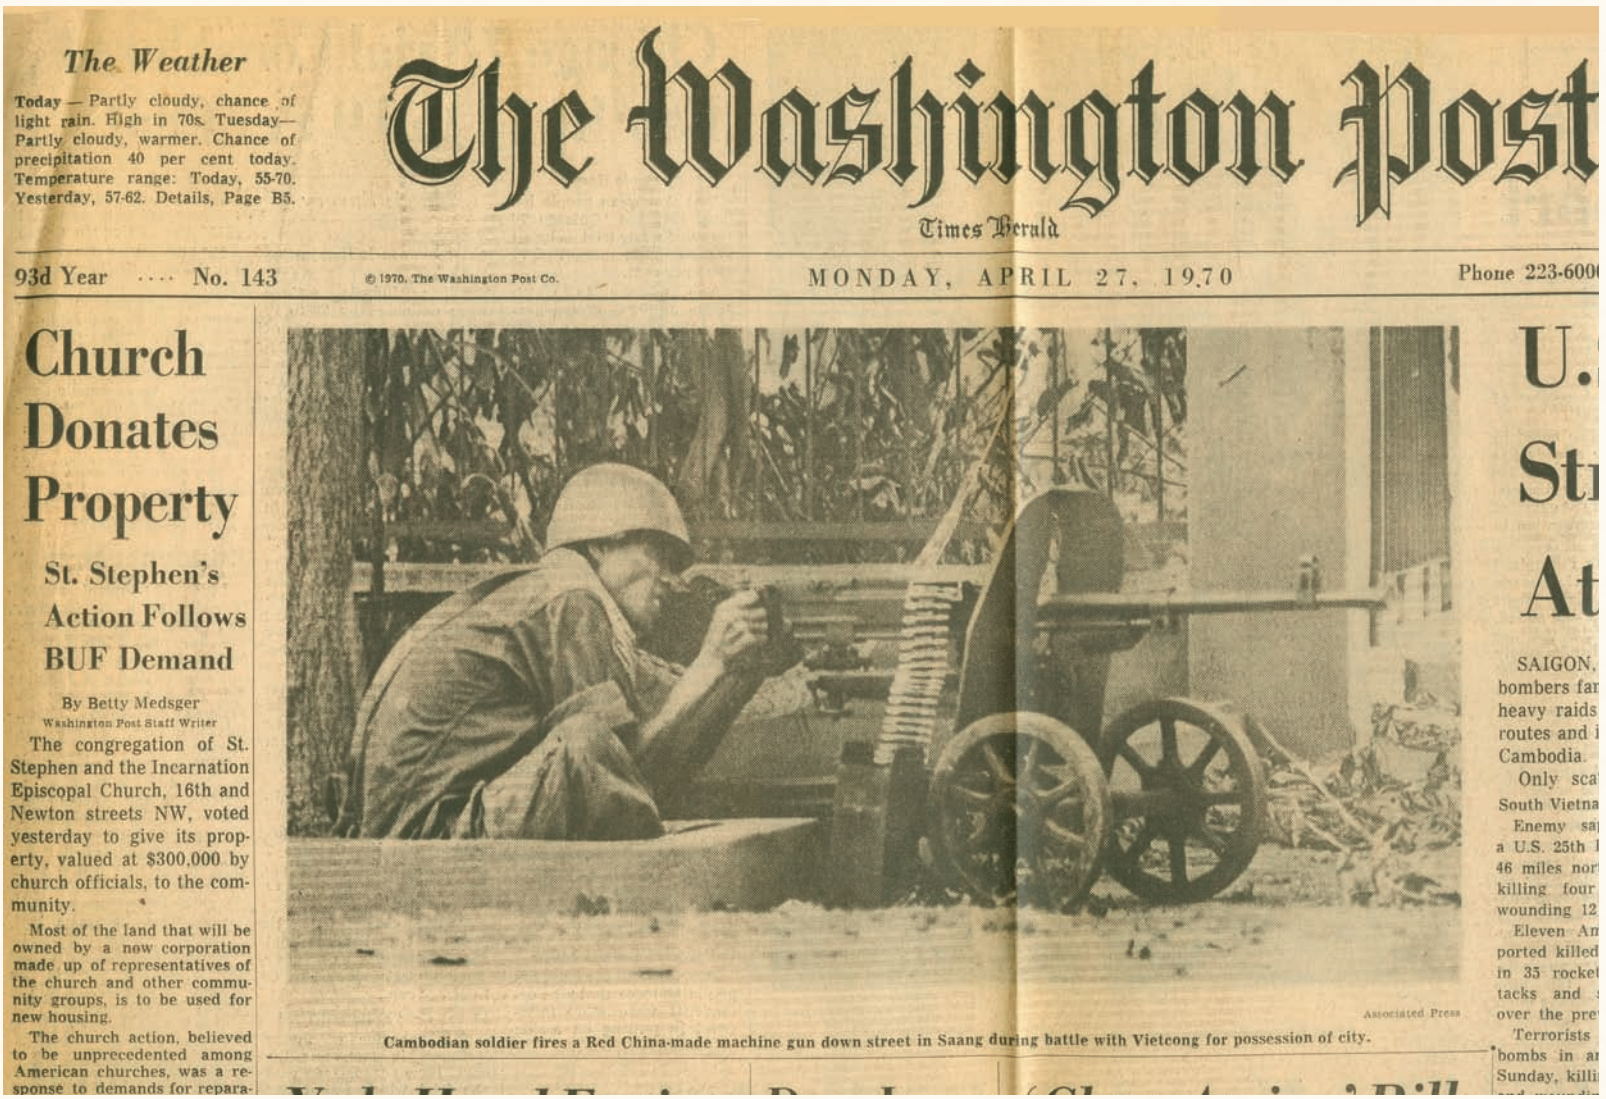 The Weather
Today — Partly cloudy, chance of
light rain. High in 70s. Tuesday—
Partly cloudy, warmer. Chance of
precipitation 40 per cent today.
Temperature range: Today, 55-70.
Yesterday, 57-62. Details, Page B5.
The Washington Post
Times Herald
93d Year .... No. 143
© 1970, The Washington Post Co.
MONDAY, APRIL 27, 1970
Phone 223-6000
Church
Donates
Property
St. Stephen's
Action Follows
BUF Demand
By Betty Medsger
Washington Post Staff Writer
The congregation of St.
Stephen and the Incarnation
Episcopal Church, 16th and
Newton streets NW, voted
yesterday to give its prop-
erty, valued at $300,000 by
church officials, to the com-
munity.
Most of the land that will be
owned by a now corporation
made up of representatives of
the church and other commu-
nity groups, is to be used for
new housing.
The church action, believed
to be unprecedented among
American churches, was a re-
sponse to demands for repara-
Associated Press
Cambodian soldier fires a Red China-made machine gun down street in Saang during battle with Vietcong for possession of city.
Bill
U.
St
At
SAIGON,
bombers far
heavy raids
routes and i
Cambodia.
Only sca
South Vietna
Enemy sap
a U.S. 25th
46 miles nor
killing four
wounding 12
Eleven Am
ported killed
in 35 rocket
tacks and
over the pre
Terrorists
bombs in ar
Sunday, killi